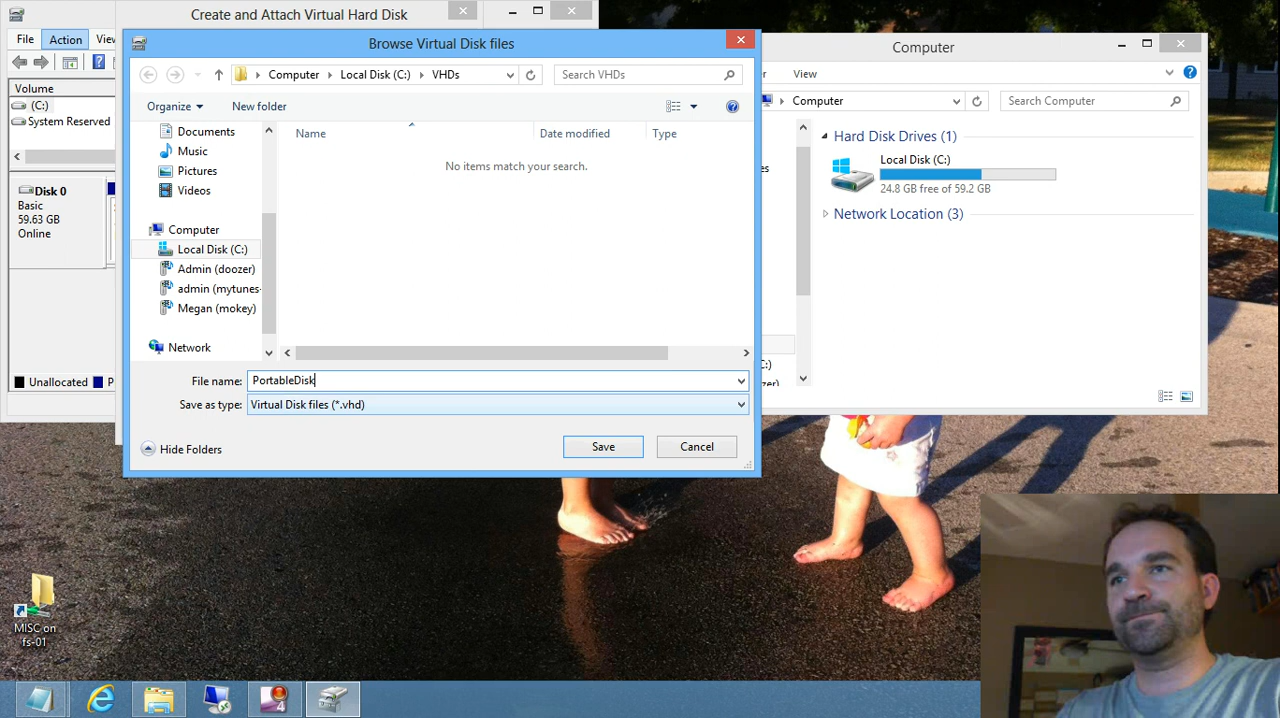 Create and Attach Virtual Hard Disk
File Action View
Volume
(C:)
System Reserved
Disk 0
Basic
59.63 GB
Online
Unallocated P
Browse Virtual Disk files
Computer Local Disk (C:) VHDs
Search VHDs
Organize New folder
Documents
Music
Pictures
Videos
Computer
Local Disk (C:)
Admin (doozer)
admin (mytunes-
Megan (mokey)
Network
Name Date modified Type
No items match your search.
File name: PortableDisk
Save as type: Virtual Disk files (*.vhd)
Hide Folders Save Cancel
Computer
View
Computer Search Computer
Hard Disk Drives (1)
Local Disk (C:)
24.8 GB free of 59.2 GB
Network Location (3)
MISC on
fs-01